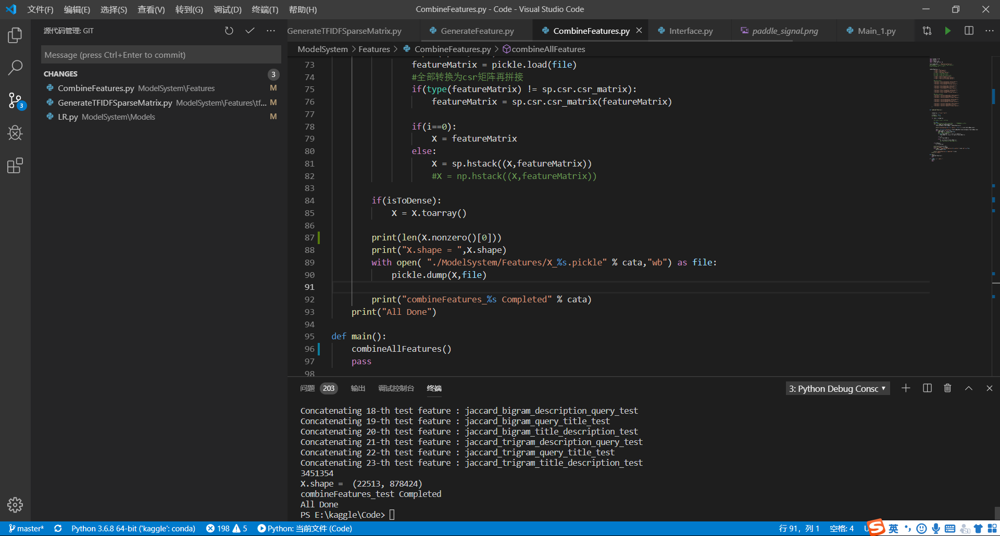 文件(F) 编辑(E) 选择(S) 查看(V) 转到(G) 调试(D) 终端(T) 帮助(H) CombineFeatures.py - Code - Visual Studio Code
源代码管理: GIT
Message (press Ctrl+Enter to commit)
CHANGES 3
CombineFeatures.py ModelSystem\Features M
GenerateTFIDFSparseMatrix.py ModelSystem\Features\tf... M
LR.py ModelSystem\Models M
3
GenerateTFIDFSparseMatrix.py GenerateFeature.py CombineFeatures.py Interface.py paddle_signal.png Main_1.py
ModelSystem > Features > CombineFeatures.py > combineAllFeatures
73 featureMatrix = pickle.load(file)
74 #全部转换为csr矩阵再拼接
75 if(type(featureMatrix) != sp.csr.csr_matrix):
76 featureMatrix = sp.csr.csr_matrix(featureMatrix)
77
78 if(i==0):
79 X = featureMatrix
80 else:
81 X = sp.hstack((X,featureMatrix))
82 #X = np.hstack((X,featureMatrix))
83
84 if(isToDense):
85 X = X.toarray()
86
87 print(len(X.nonzero()[0]))
88 print("X.shape = ",X.shape)
89 with open( "./ModelSystem/Features/X_%s.pickle" % cata,"wb") as file:
90 pickle.dump(X,file)
91
92 print("combineFeatures_%s Completed" % cata)
93 print("All Done")
94
95 def main():
96 combineAllFeatures()
97 pass
98
问题 203 输出 调试控制台 终端 3: Python Debug Consc
Concatenating 18-th test feature : jaccard_bigram_description_query_test
Concatenating 19-th test feature : jaccard_bigram_query_title_test
Concatenating 20-th test feature : jaccard_bigram_title_description_test
Concatenating 21-th test feature : jaccard_trigram_description_query_test
Concatenating 22-th test feature : jaccard_trigram_query_title_test
Concatenating 23-th test feature : jaccard_trigram_title_description_test
3451354
X.shape =  (22513, 878424)
combineFeatures_test Completed
All Done
PS E:\kaggle\Code>
master* Python 3.6.8 64-bit ('kaggle': conda) 198 5 Python: 当前文件 (Code) 行 91，列 1 空格: 4 U 英